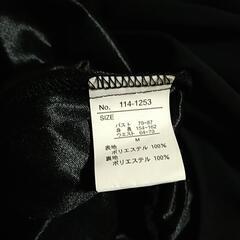 No. 114-1253
SIZE
バスト 79-87
身長 154-162
ウエスト 64-70
M
表地
ポリエステル 100%
裏地
ポリエステル 100%